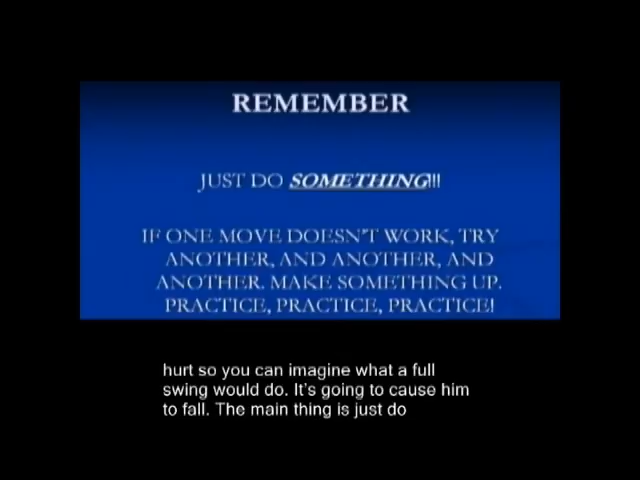 REMEMBER
JUST DO SOMETHING!!!
IF ONE MOVE DOESN'T WORK, TRY
ANOTHER, AND ANOTHER, AND
ANOTHER. MAKE SOMETHING UP.
PRACTICE, PRACTICE, PRACTICE!
hurt so you can imagine what a full
swing would do. It's going to cause him
to fall. The main thing is just do